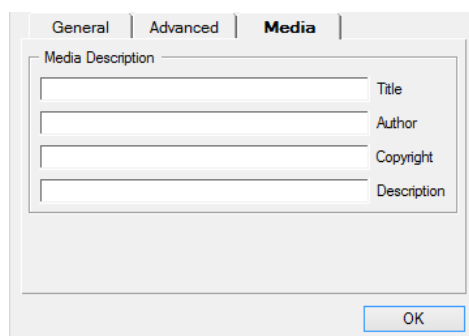 General Advanced Media
Media Description
Title
Author
Copyright
Description
OK